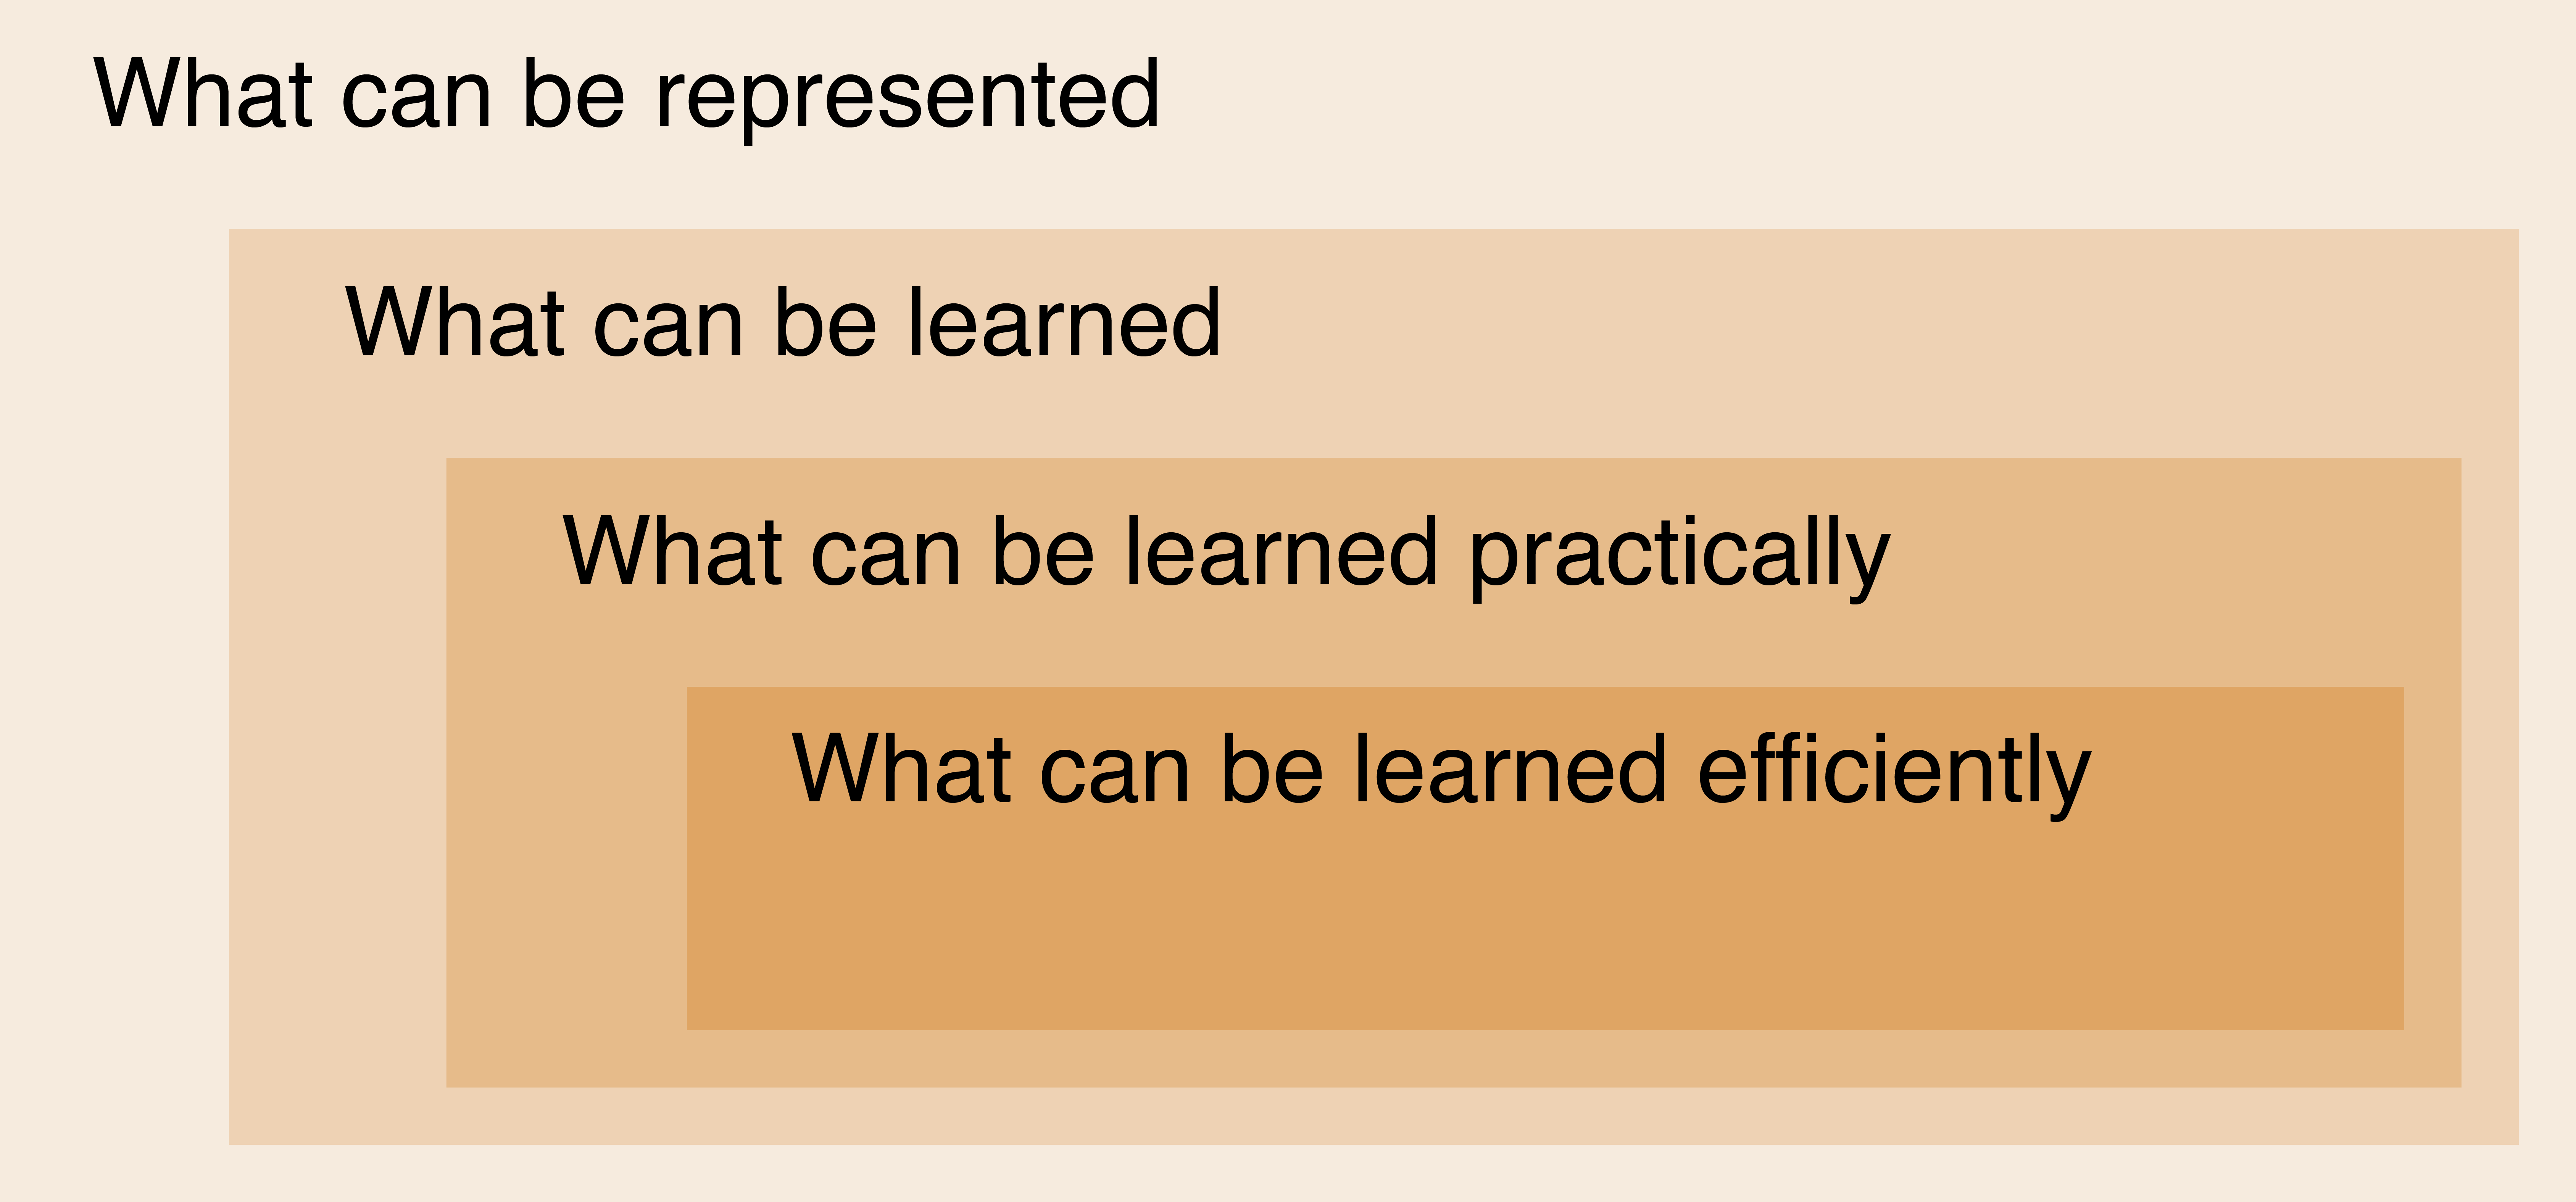 What can be represented
What can be learned
What can be learned practically
What can be learned efficiently